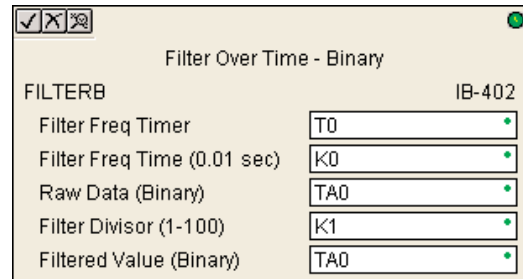 Filter Over Time - Binary
FILTERB IB-402
Filter Freq Timer T0
Filter Freq Time (0.01 sec) K0
Raw Data (Binary) TA0
Filter Divisor (1-100) K1
Filtered Value (Binary) TA0